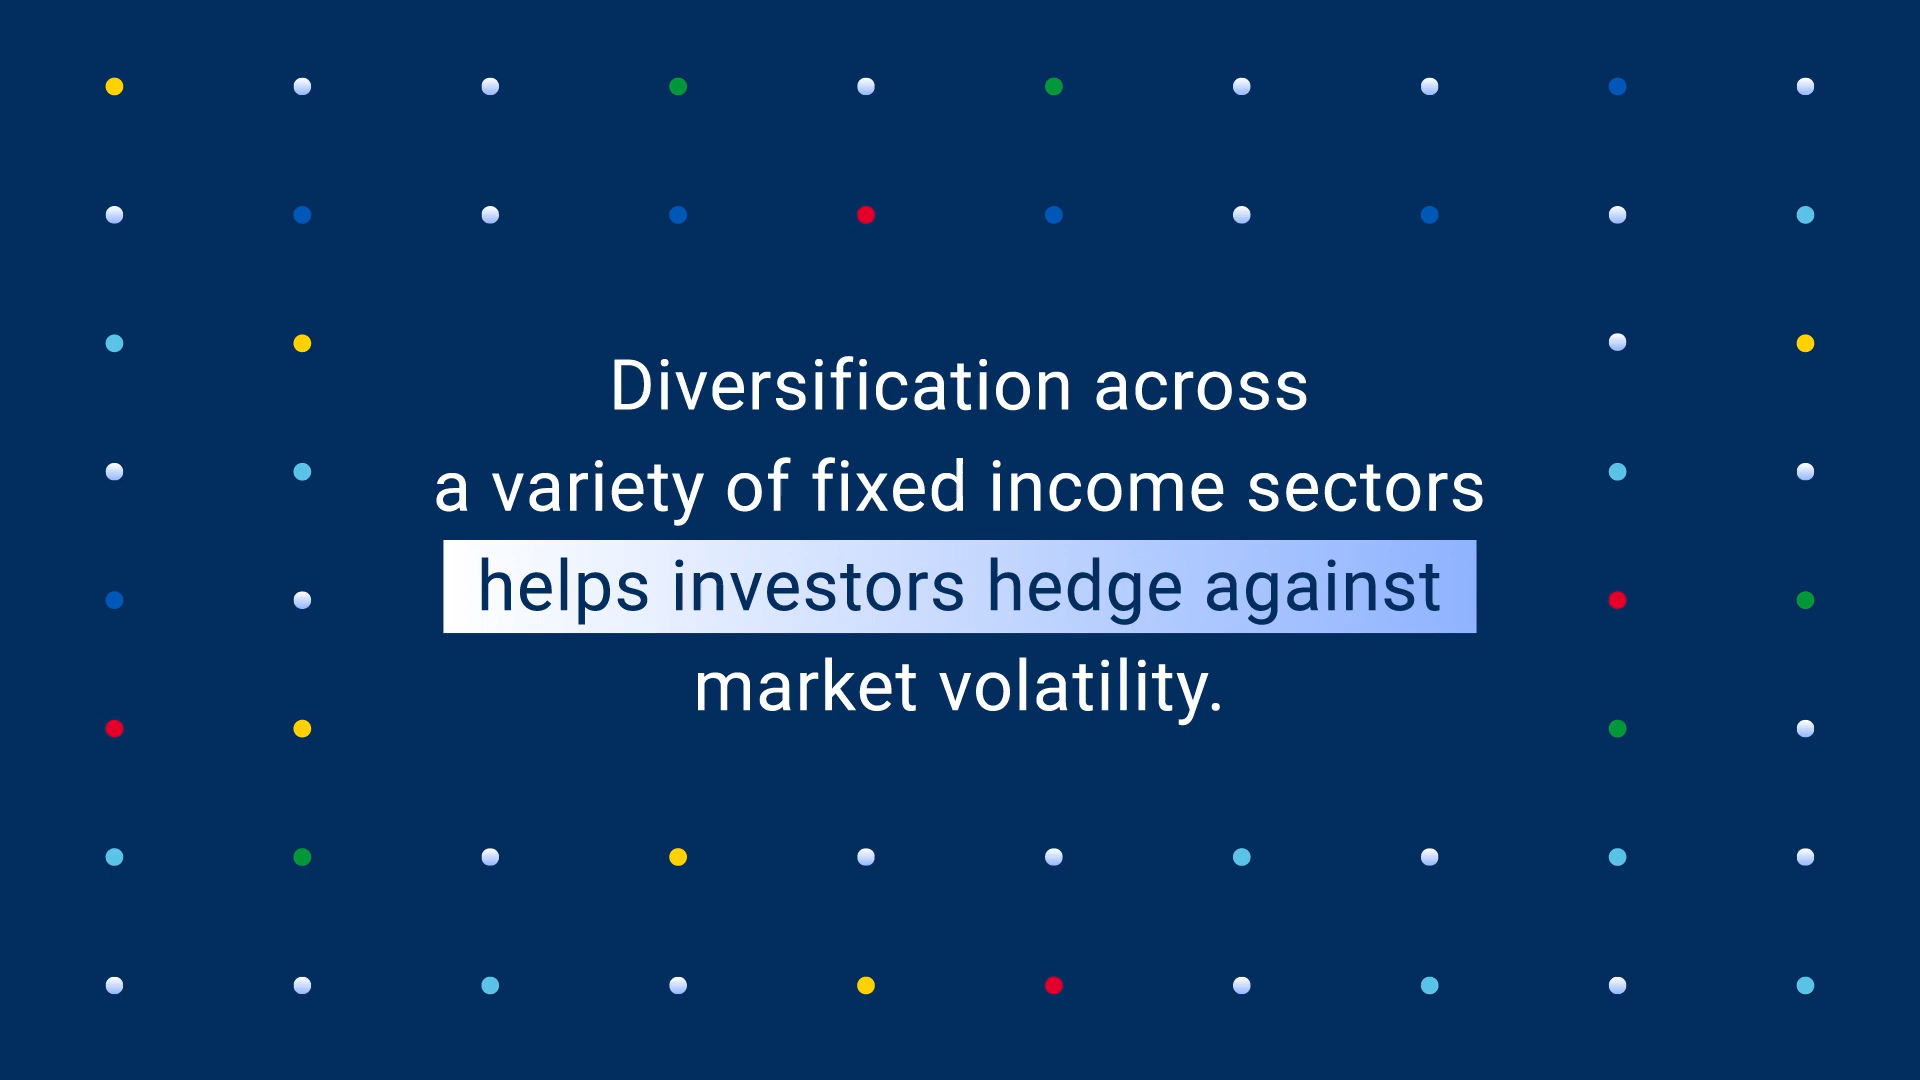 Diversification across
a variety of fixed income sectors
helps investors hedge against
market volatility.